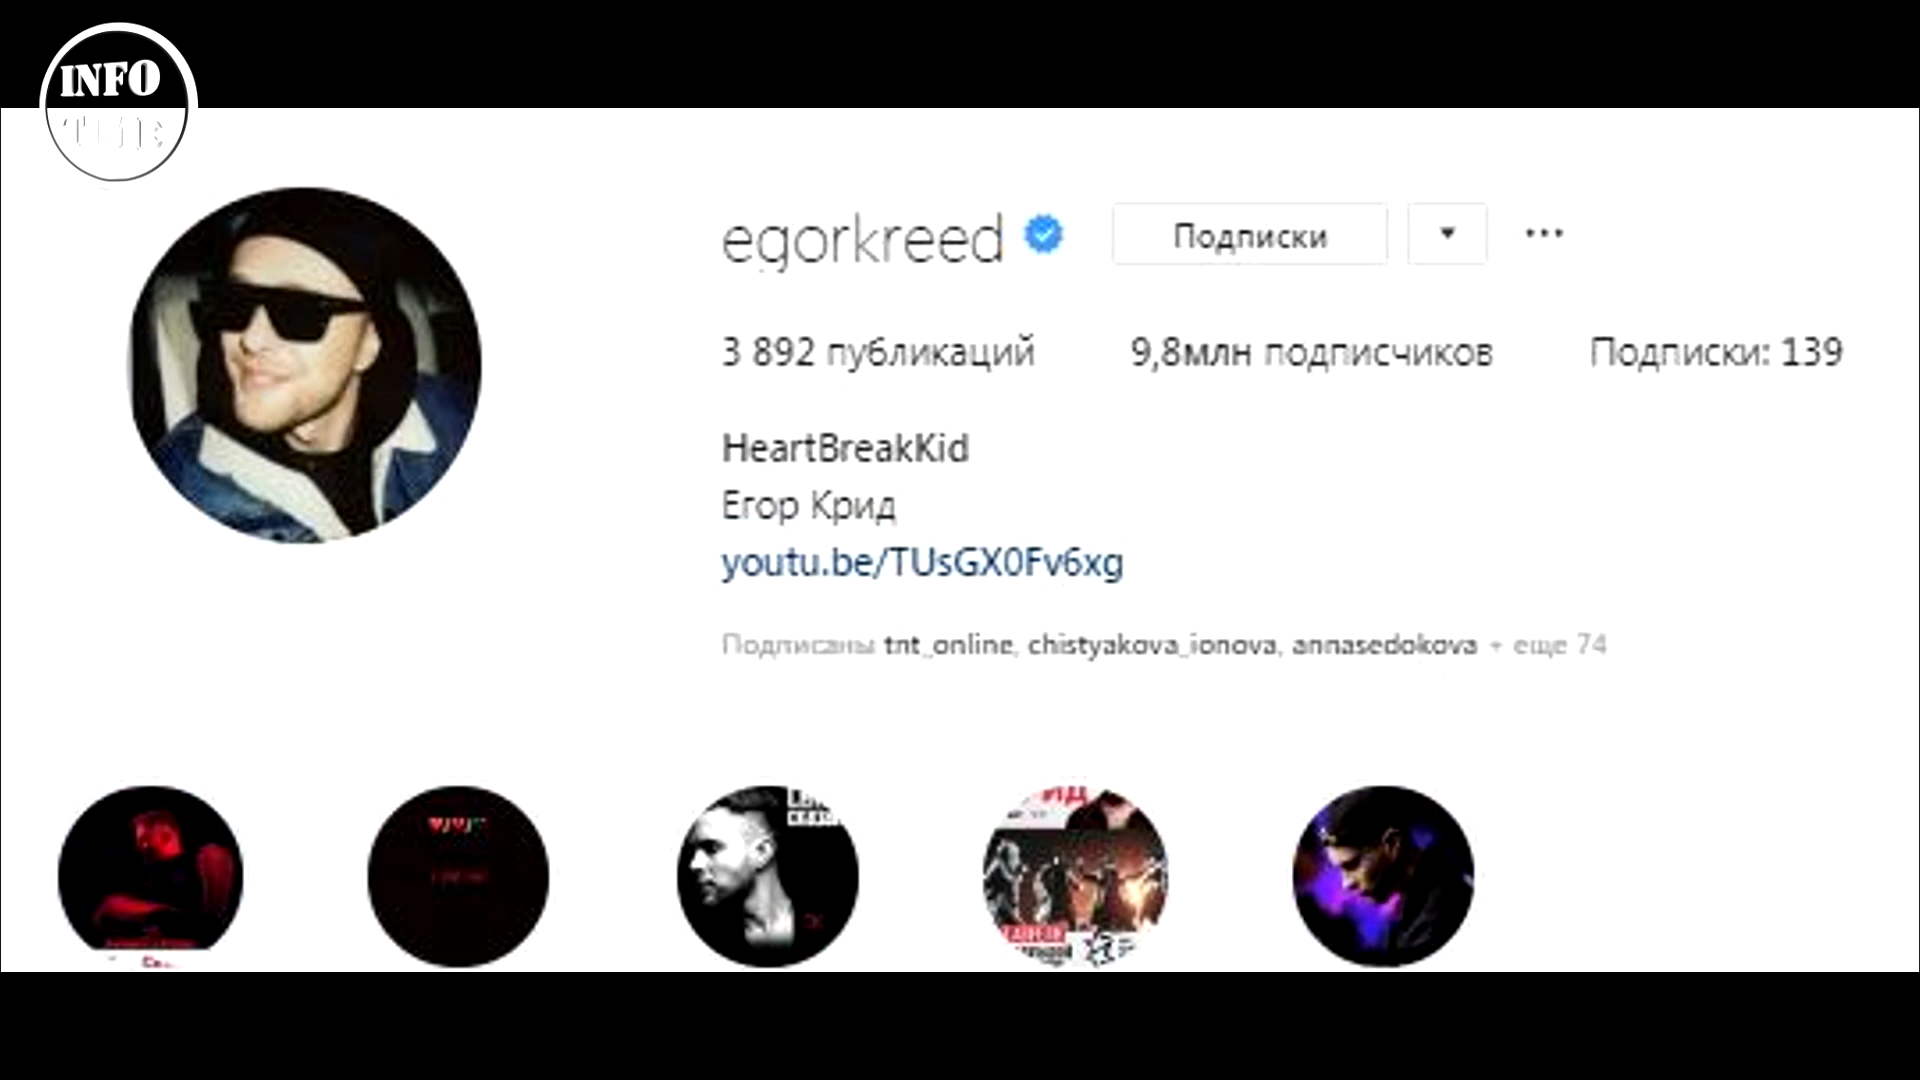 INFO
TIME
egorkreed
Подписки
3 892 публикаций
9,8млн подписчиков
Подписки: 139
HeartBreakKid
Егор Крид
youtu.be/TUsGX0Fv6xg
Подписаны tnt_online, chistyakova_ionova, annasedokova + еще 74